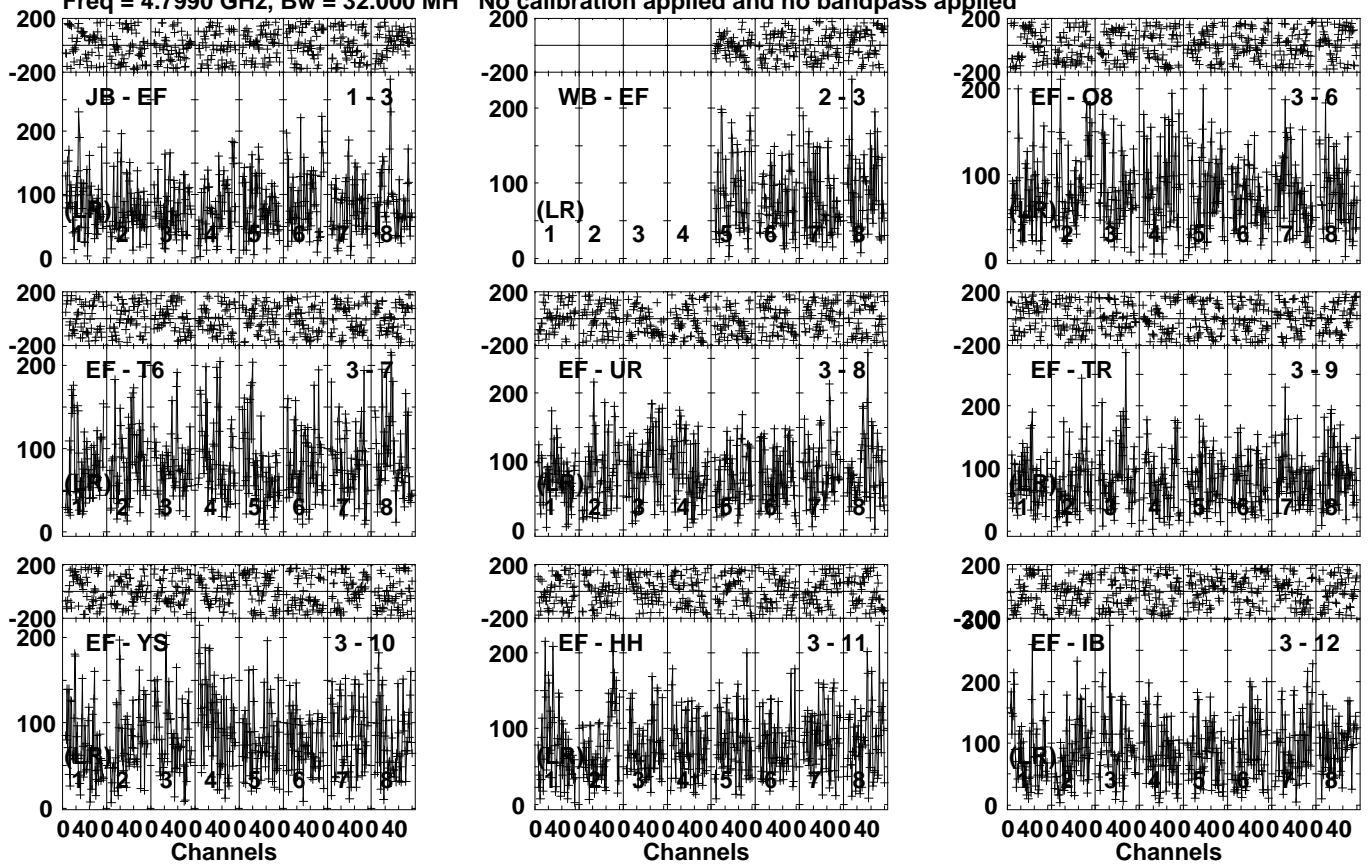 Freq = 4.7990 GHz, Bw = 32.000 MH No calibration applied and no bandpass applied
200
-200
JB - EF 1 - 3
200
100
0
(LR)
1 2 3 4 5 6 7 8
200
-200
WB - EF 2 - 3
200
100
0
(LR)
1 2 3 4 5 6 7 8
200
-200
EF - O8 3 - 6
200
100
0
(LR)
1 2 3 4 5 6 7 8
200
-200
EF - T6 3 - 7
200
100
0
(LR)
1 2 3 4 5 6 7 8
200
-200
EF - UR 3 - 8
200
100
0
(LR)
1 2 3 4 5 6 7 8
200
-200
EF - TR 3 - 9
200
100
0
(LR)
1 2 3 4 5 6 7 8
200
-200
EF - YS 3 - 10
200
100
0
(LR)
1 2 3 4 5 6 7 8
0 40 0 40 0 40 0 40 0 40 0 40 0 40 0 40
Channels
200
-200
EF - HH 3 - 11
200
100
0
(LR)
1 2 3 4 5 6 7 8
0 40 0 40 0 40 0 40 0 40 0 40 0 40 0 40
Channels
200
-200
300
EF - IB 3 - 12
200
100
0
(LR)
1 2 3 4 5 6 7 8
0 40 0 40 0 40 0 40 0 40 0 40 0 40 0 40
Channels